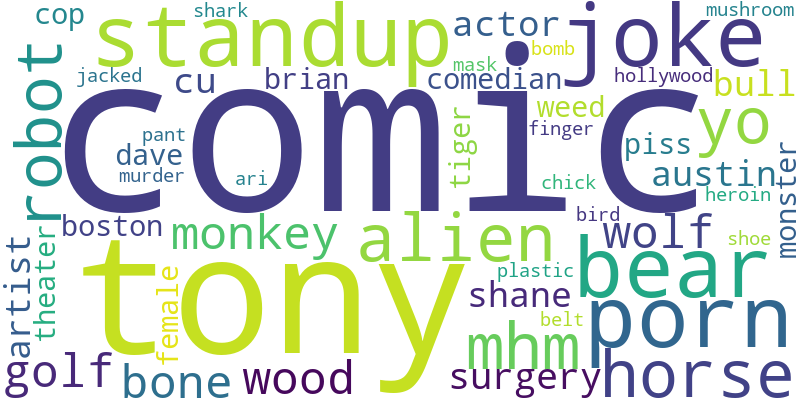 cop
shark
standup
actor
joke
mushroom
robot
jacked
cu
brian
mask
comedian
bomb
hollywood
bull
comic
pant
dave
murder
ari
tiger
weed
finger
chick
piss
yo
austin
heroin
monster
boston
monkey
alien
bird
wolf
shoe
artist
theater
female
tony
plastic
shane
belt
bear
mhm
porn
golf
bone
wood
surgery
horse